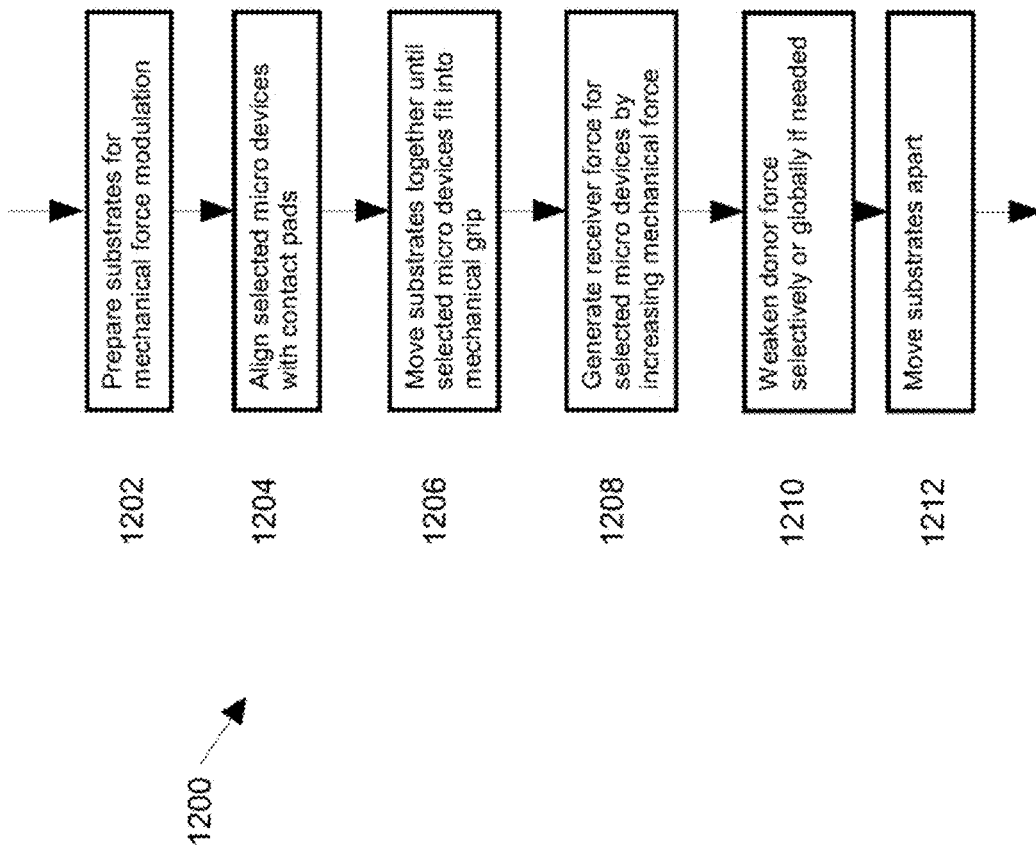 1200
1202
Prepare substrates for
mechanical force modulation
1204
Align selected micro devices
with contact pads
1206
Move substrates together until
selected micro devices fit into
mechanical grip
1208
Generate receiver force for
selected micro devices by
increasing mechanical force
1210
Weaken donor force
selectively or globally if needed
1212
Move substrates apart